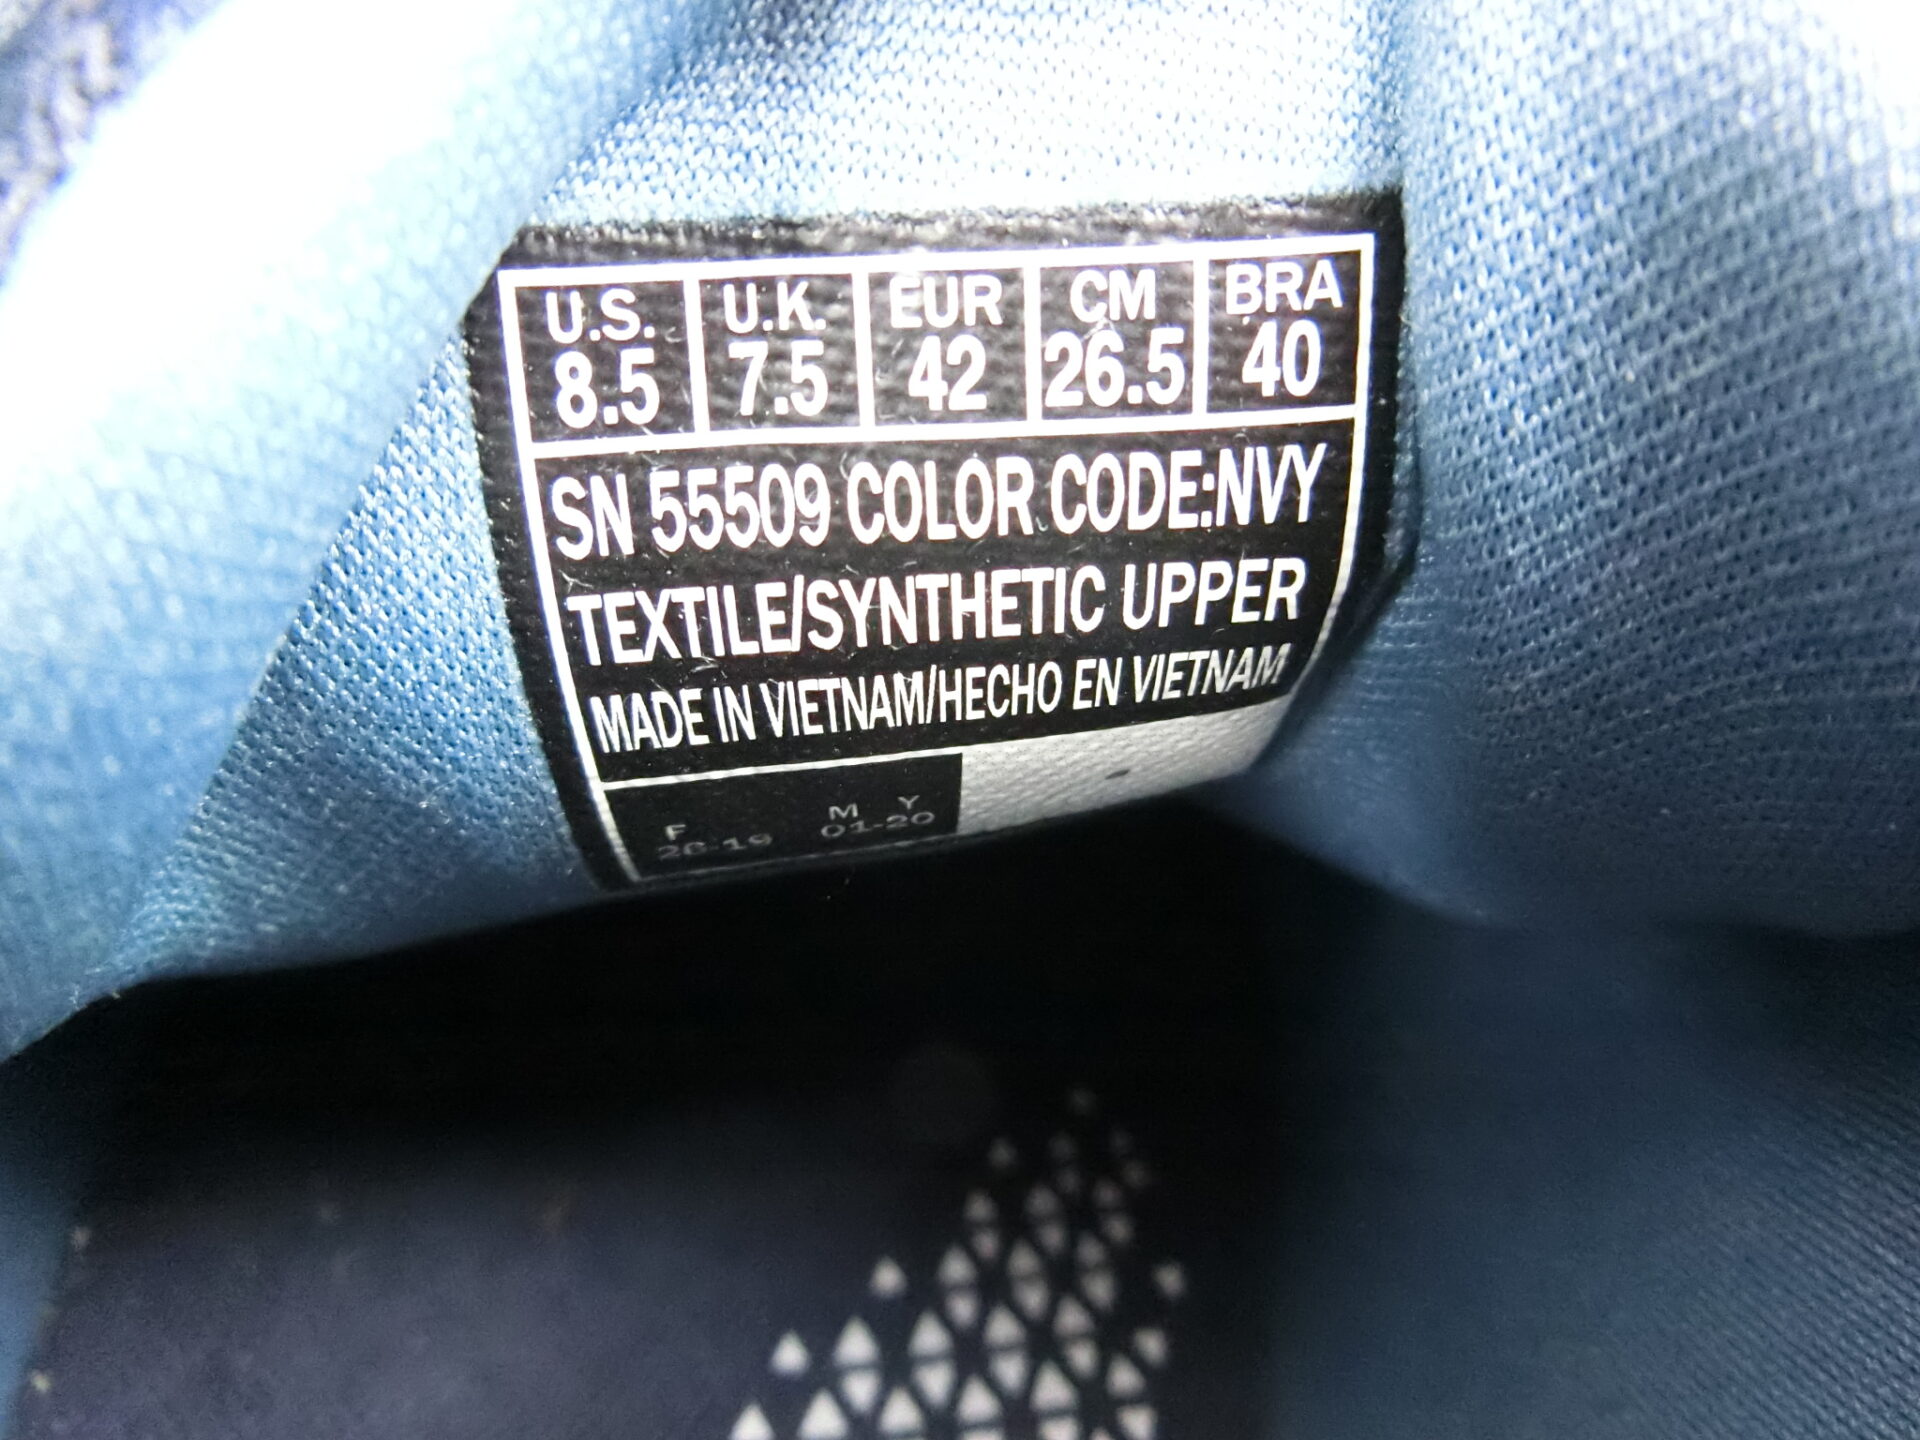 U.S. U.K. EUR CM BRA
8.5 7.5 42 26.5 40
SN 55509 COLOR CODE:NVY
TEXTILE/SYNTHETIC UPPER
MADE IN VIETNAM/HECHO EN VIETNAM
F M Y
01-20